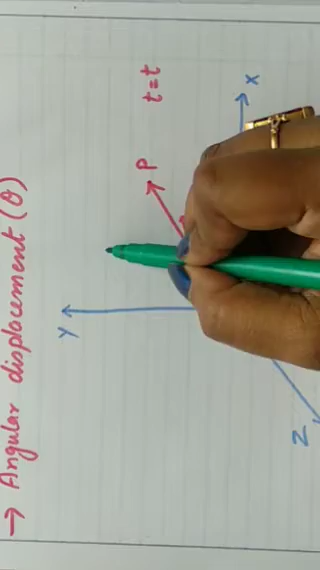 → Angular displacement (θ)
Y
P
t=t
X
Z